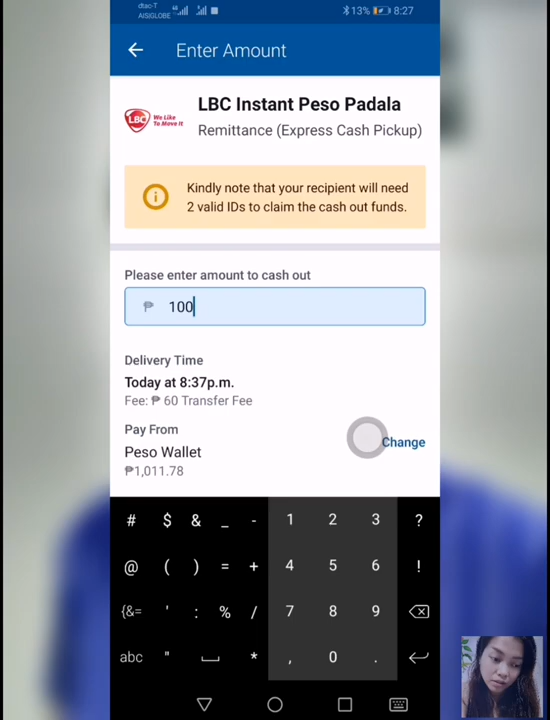 dtac-T
AIS|GLOBE
13% 8:27
Enter Amount
LBC Instant Peso Padala
LBC We Like To Move It
Remittance (Express Cash Pickup)
Kindly note that your recipient will need
2 valid IDs to claim the cash out funds.
Please enter amount to cash out
₱ 100
Delivery Time
Today at 8:37p.m.
Fee: ₱ 60 Transfer Fee
Pay From
Change
Peso Wallet
₱1,011.78
# $ & _ - 1 2 3 ?
@ ( ) = + 4 5 6 !
{&= ' : % / 7 8 9
abc " * , 0 .